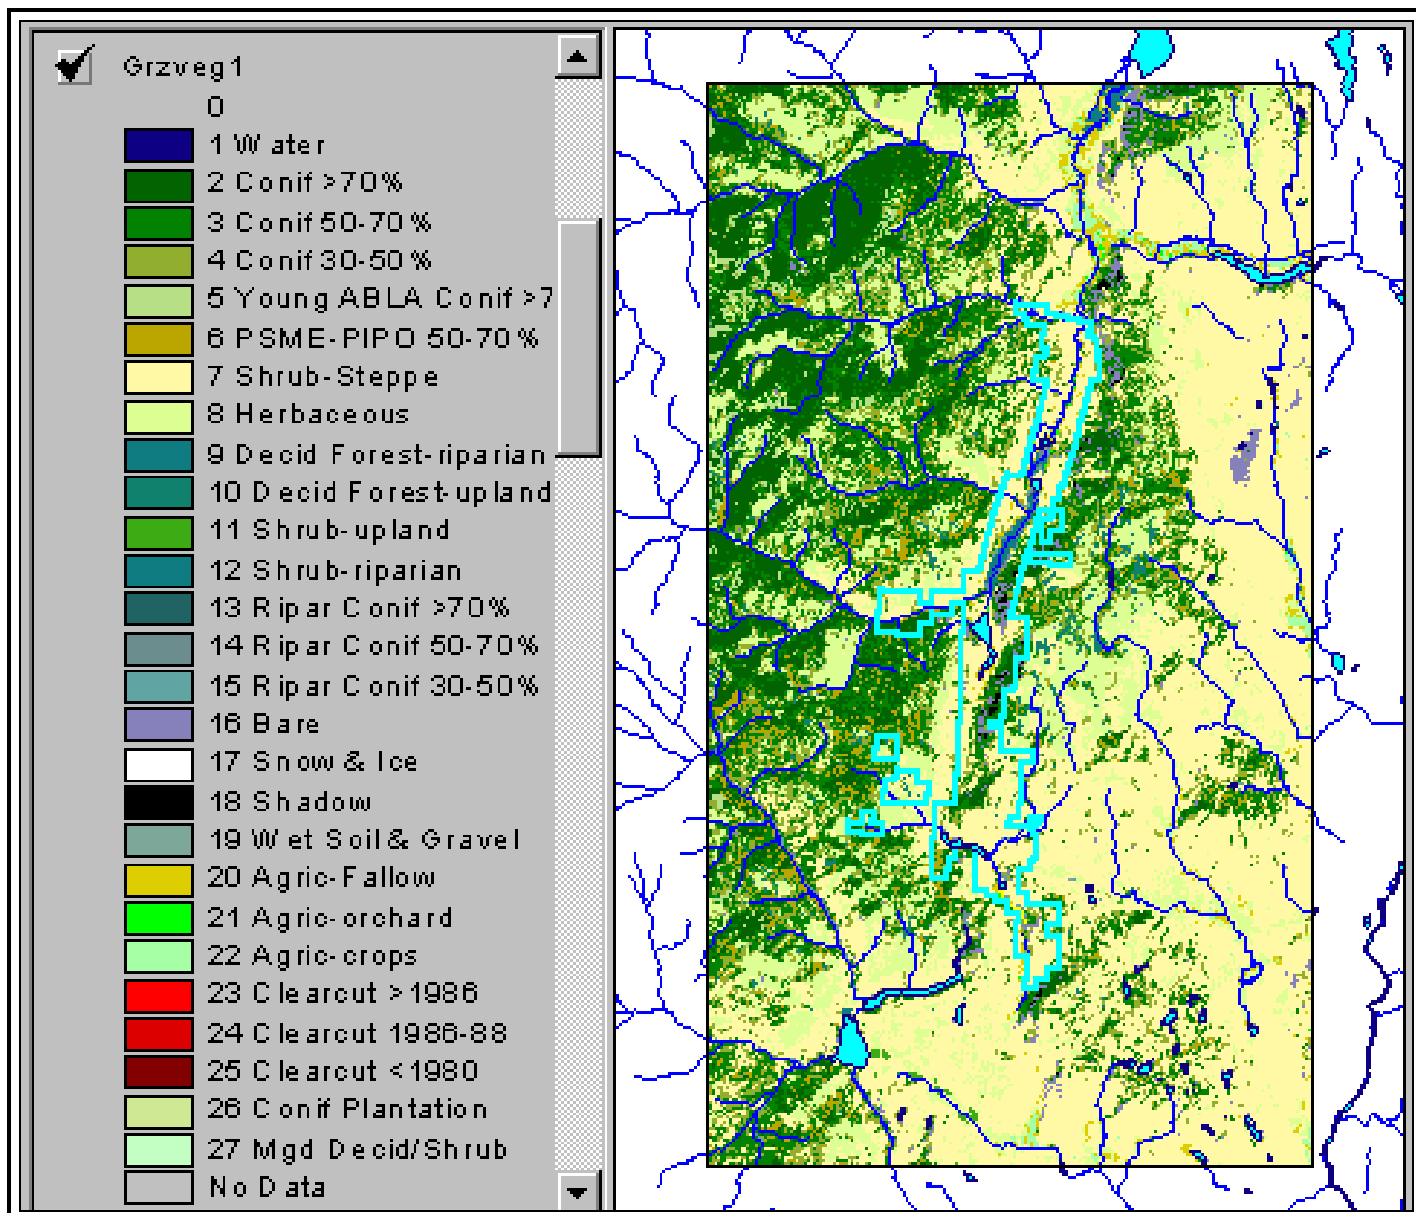 Grzveg1
0
1 Water
2 Conif >70%
3 Conif 50-70%
4 Conif 30-50%
5 Young ABLA Conif >7
6 PSME-PIPO 50-70%
7 Shrub-Steppe
8 Herbaceous
9 Decid Forest-riparian
10 Decid Forest-upland
11 Shrub-upland
12 Shrub-riparian
13 Ripar Conif >70%
14 Ripar Conif 50-70%
15 Ripar Conif 30-50%
16 Bare
17 Snow & Ice
18 Shadow
19 Wet Soil & Gravel
20 Agric-Fallow
21 Agric-orchard
22 Agric-crops
23 Clearcut >1986
24 Clearcut 1986-88
25 Clearcut <1980
26 Conif Plantation
27 Mgd Decid/Shrub
No Data